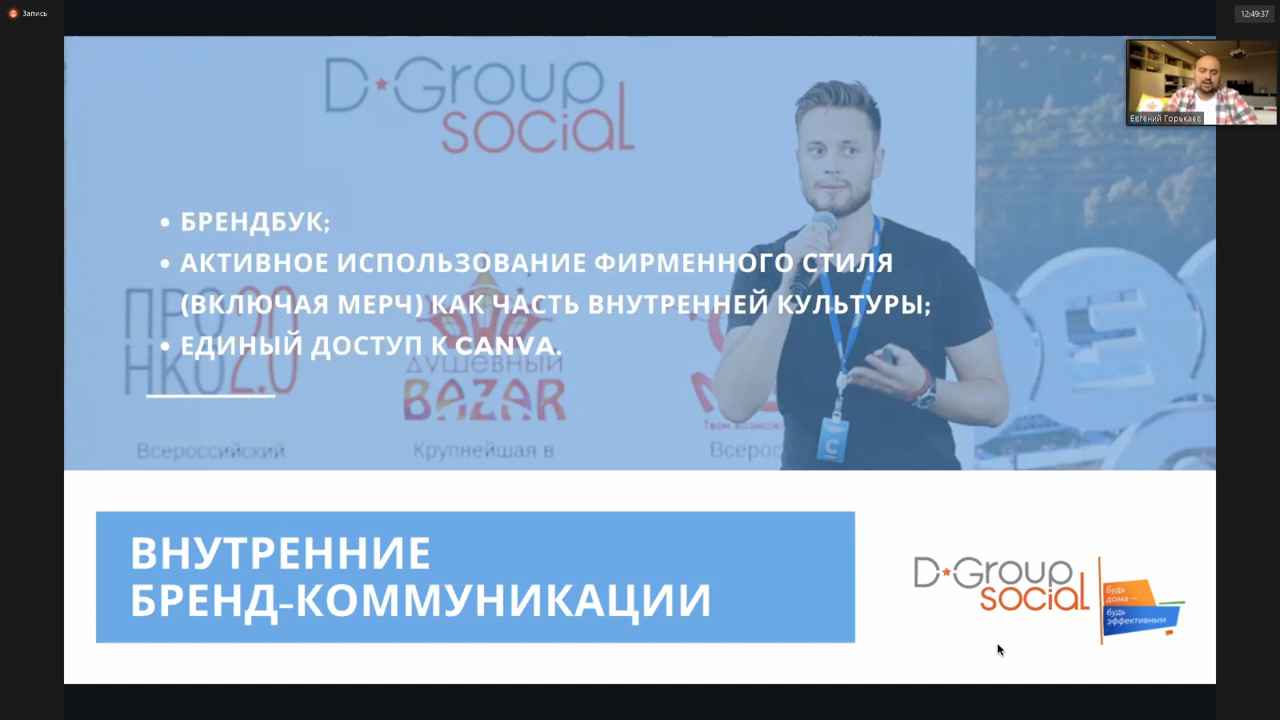 Запись
12:49:37
Евгений Горькаев
D Group
social
• БРЕНДБУК;
• АКТИВНОЕ ИСПОЛЬЗОВАНИЕ ФИРМЕННОГО СТИЛЯ
(ВКЛЮЧАЯ МЕРЧ) КАК ЧАСТЬ ВНУТРЕННЕЙ КУЛЬТУРЫ;
• ЕДИНЫЙ ДОСТУП К CANVA.
ПРО
НКО2.0
душевный
BAZAR
Твои
Всероссийский
Крупнейшая в
E
C
ВНУТРЕННИЕ
БРЕНД-КОММУНИКАЦИИ
D Group
social
Будь
дома —
будь
эффективным